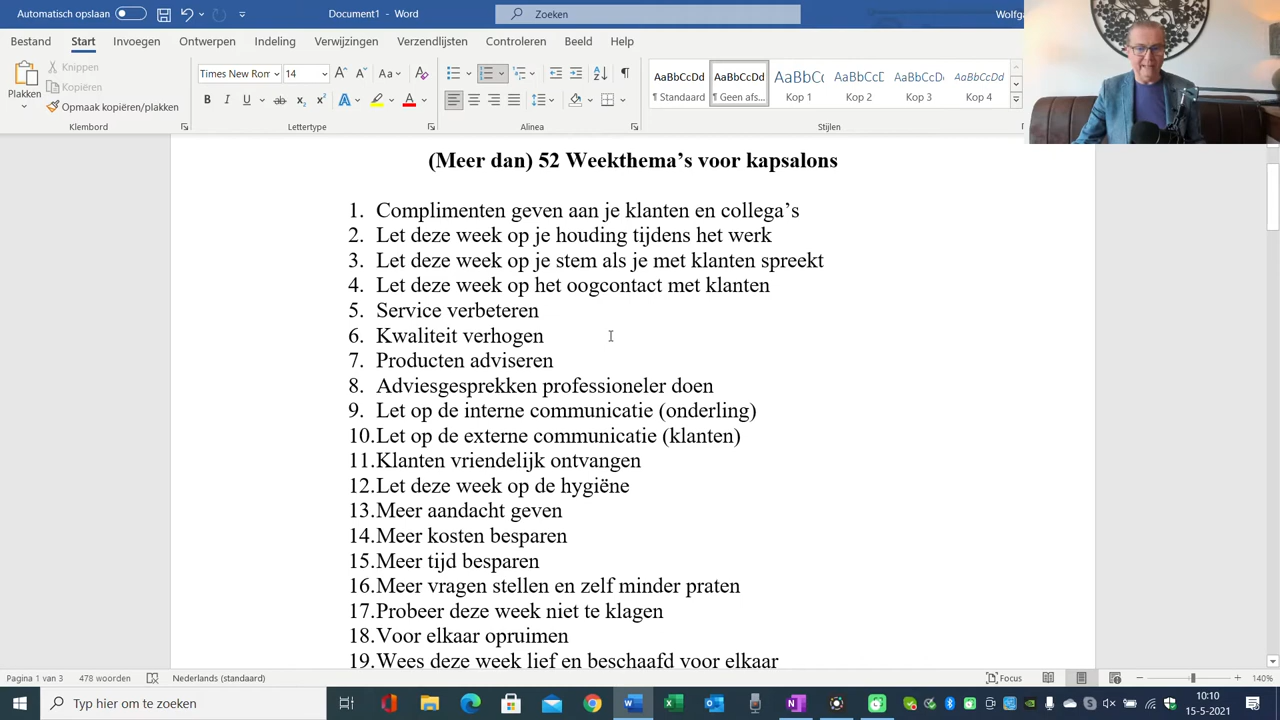 Automatisch opslaan
Zoeken
Wolfg
Bestand Start Invoegen Ontwerpen Indeling Verwijzingen Verzendlijsten Controleren Beeld Help
Plakken
Knippen
Kopiëren
Opmaak kopiëren/plakken
Klembord
Times New Rom 14
Lettertype
Alinea
AaBbCcDd AaBbCcDd AaBbCc AaBbCcD AaBbCcDd AaBbCcDd
¶ Standaard ¶ Geen afs... Kop 1 Kop 2 Kop 3 Kop 4
Stijlen
(Meer dan) 52 Weekthema’s voor kapsalons
1. Complimenten geven aan je klanten en collega’s
2. Let deze week op je houding tijdens het werk
3. Let deze week op je stem als je met klanten spreekt
4. Let deze week op het oogcontact met klanten
5. Service verbeteren
6. Kwaliteit verhogen
7. Producten adviseren
8. Adviesgesprekken professioneler doen
9. Let op de interne communicatie (onderling)
10. Let op de externe communicatie (klanten)
11. Klanten vriendelijk ontvangen
12. Let deze week op de hygiëne
13. Meer aandacht geven
14. Meer kosten besparen
15. Meer tijd besparen
16. Meer vragen stellen en zelf minder praten
17. Probeer deze week niet te klagen
18. Voor elkaar opruimen
19. Wees deze week lief en beschaafd voor elkaar
Pagina 1 van 3 478 woorden Nederlands (standaard) Focus 140%
Typ hier om te zoeken
10:10
15-5-2021